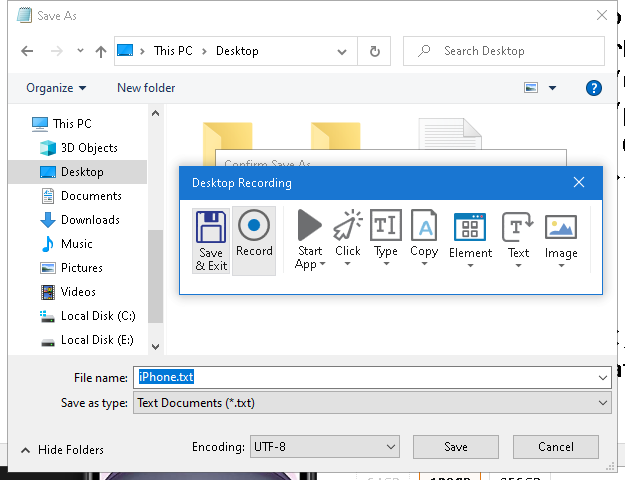 Save As
This PC > Desktop
Search Desktop
Organize
New folder
This PC
3D Objects
Desktop
Documents
Downloads
Music
Pictures
Videos
Local Disk (C:)
Local Disk (E:)
Confirm Save As
Desktop Recording
Save & Exit
Record
Start App
Click
Type
Copy
Element
Text
Image
File name: iPhone.txt
Save as type: Text Documents (*.txt)
Hide Folders
Encoding: UTF-8
Save
Cancel